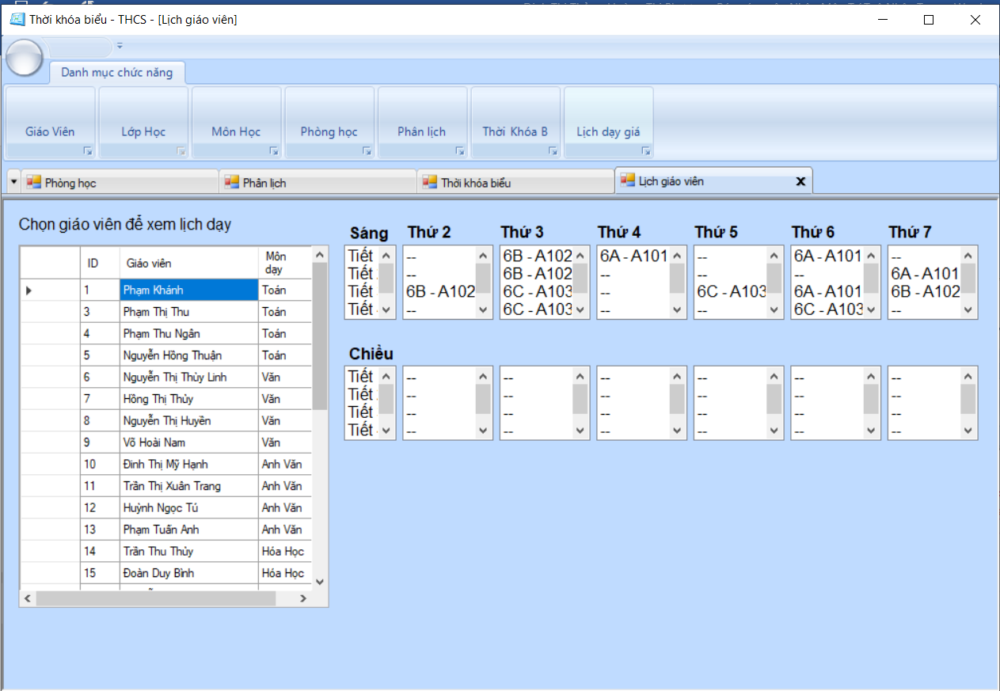 Thời khóa biểu - THCS - [Lịch giáo viên]
Danh mục chức năng
Giáo Viên
Lớp Học
Môn Học
Phòng học
Phân lịch
Thời Khóa B
Lịch dạy giá
Phòng học
Phân lịch
Thời khóa biểu
Lịch giáo viên
Chọn giáo viên để xem lịch dạy
ID Giáo viên Môn dạy
1 Phạm Khánh Toán
3 Phạm Thị Thu Toán
4 Phạm Thu Ngân Toán
5 Nguyễn Hồng Thuận Toán
6 Nguyễn Thị Thùy Linh Văn
7 Hồng Thị Thủy Văn
8 Nguyễn Thị Huyền Văn
9 Võ Hoài Nam Văn
10 Đinh Thị Mỹ Hạnh Anh Văn
11 Trần Thị Xuân Trang Anh Văn
12 Huỳnh Ngọc Tú Anh Văn
13 Phạm Tuấn Anh Anh Văn
14 Trần Thu Thủy Hóa Học
15 Đoàn Duy Bình Hóa Học
Sáng Thứ 2 Thứ 3 Thứ 4 Thứ 5 Thứ 6 Thứ 7
Tiết -- 6B - A102 6A - A101 -- 6A - A101 --
Tiết -- 6B - A102 -- -- -- 6A - A101
Tiết 6B - A102 6C - A103 -- 6C - A103 6A - A101 6B - A102
Tiết -- 6C - A103 -- -- 6C - A103 --
Chiều
Tiết -- -- -- -- -- --
Tiết -- -- -- -- -- --
Tiết -- -- -- -- -- --
Tiết -- -- -- -- -- --